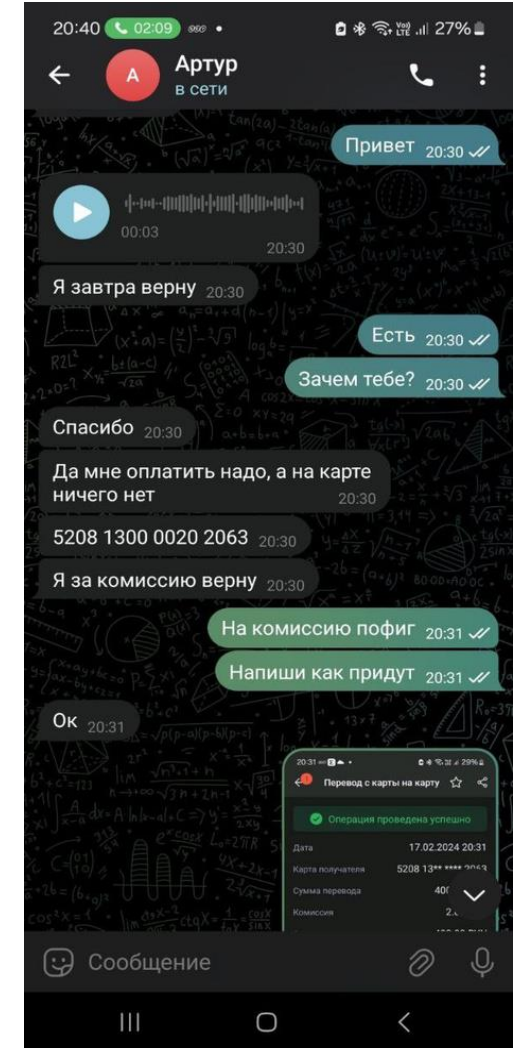 20:40 02:09 27%
Артур
в сети
Привет 20:30
00:03 20:30
Я завтра верну 20:30
Есть 20:30
Зачем тебе? 20:30
Спасибо 20:30
Да мне оплатить надо, а на карте
ничего нет 20:30
5208 1300 0020 2063 20:30
Я за комиссию верну 20:30
На комиссию пофиг 20:31
Напиши как придут 20:31
Ок 20:31
20:31 29%
Перевод с карты на карту
Операция проведена успешно
Дата 17.02.2024 20:31
Карта получателя 5208 13** **** 2063
Сумма перевода
Комиссия
Сообщение